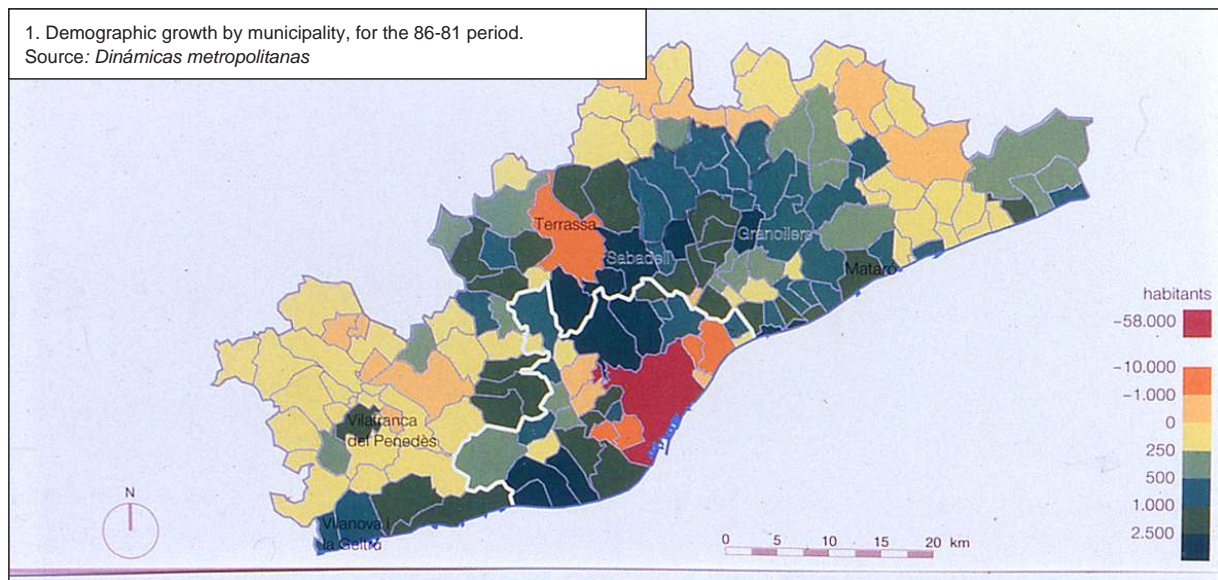 1. Demographic growth by municipality, for the 86-81 period.
Source: Dinámicas metropolitanas
Terrassa
Sabadell
Granollers
Mataró
habitants
-58.000
-10.000
-1.000
0
250
500
1.000
2.500
Vilafranca
del Penedès
Vilanova i
la Geltrú
N
0 5 10 20 km